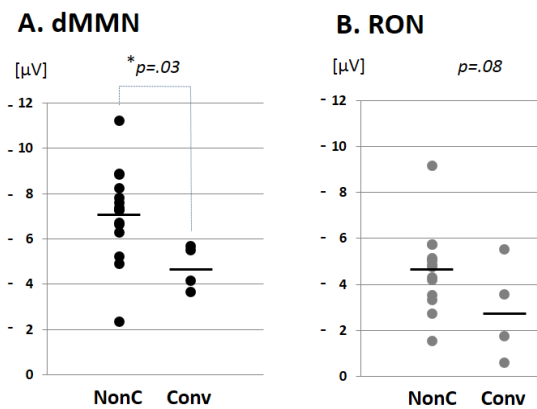 A. dMMN
[μV]
*p=.03
- 12
- 10
- 8
- 6
- 4
- 2
0
NonC Conv
B. RON
[μV]
p=.08
- 12
- 10
- 8
- 6
- 4
- 2
0
NonC Conv